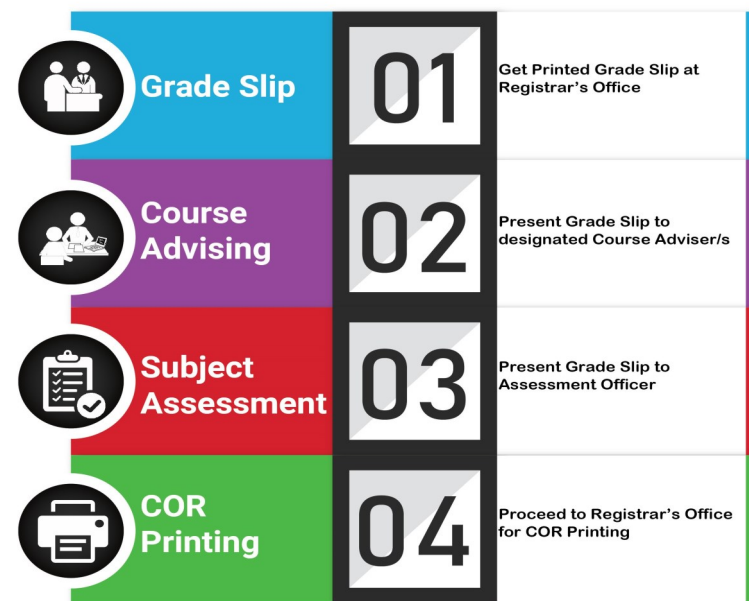 Grade Slip
01
Get Printed Grade Slip at
Registrar's Office
Course
Advising
02
Present Grade Slip to
designated Course Adviser/s
Subject
Assessment
03
Present Grade Slip to
Assessment Officer
COR
Printing
04
Proceed to Registrar's Office
for COR Printing